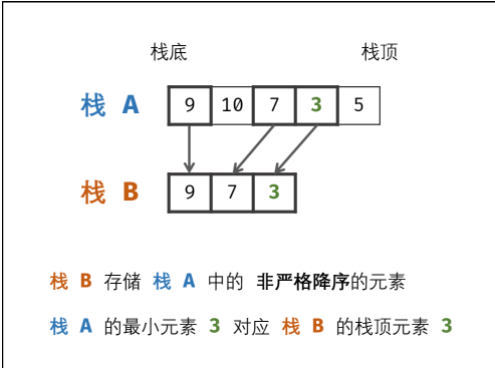 栈底 栈顶
栈 A 9 10 7 3 5
栈 B 9 7 3
栈 B 存储 栈 A 中的 非严格降序的元素
栈 A 的最小元素 3 对应 栈 B 的栈顶元素 3